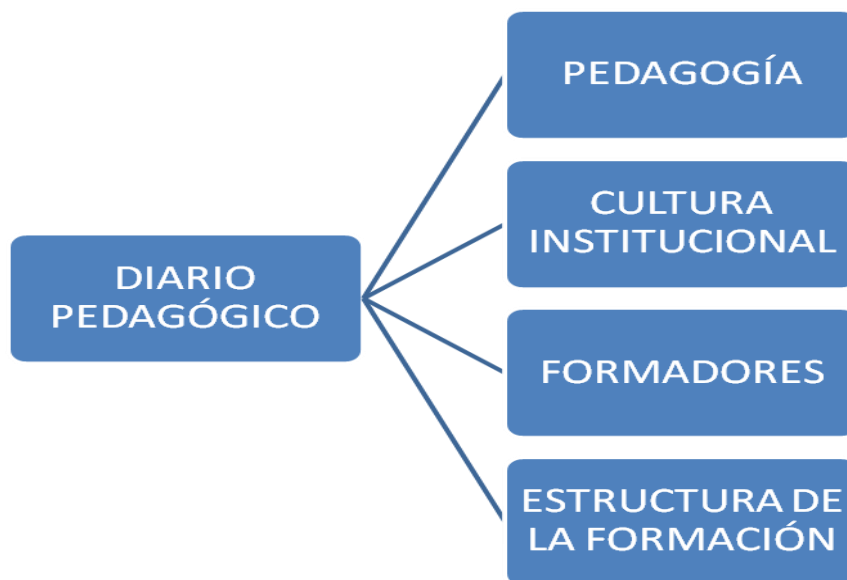 PEDAGOGÍA
CULTURA
INSTITUCIONAL
DIARIO
PEDAGÓGICO
FORMADORES
ESTRUCTURA DE
LA FORMACIÓN